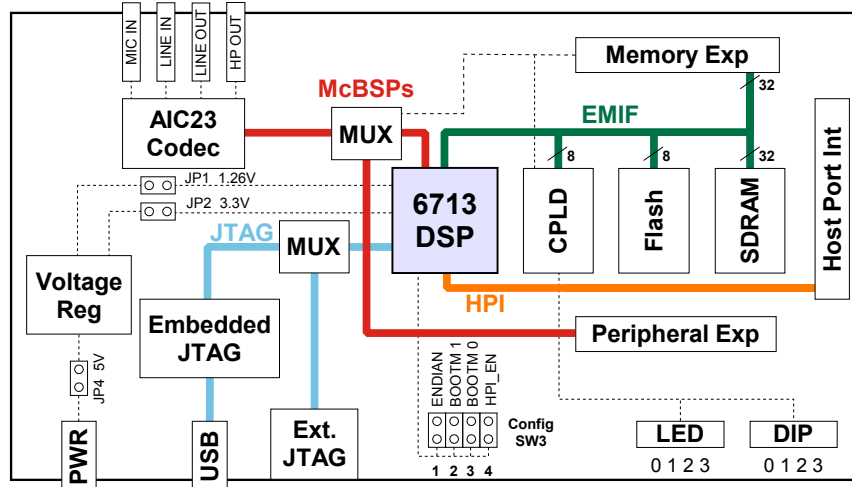 MIC IN
LINE IN
LINE OUT
HP OUT
Memory Exp
32
McBSPs
AIC23
Codec
MUX
EMIF
8
8
32
JP1 1.26V
JP2 3.3V
6713
DSP
CPLD
Flash
SDRAM
Host Port Int
JTAG
MUX
Voltage
Reg
HPI
Embedded
JTAG
Peripheral Exp
JP4 5V
ENDIAN
BOOTM 1
BOOTM 0
HPI_EN
Config
SW3
PWR
USB
Ext.
JTAG
1 2 3 4
LED
DIP
0 1 2 3
0 1 2 3